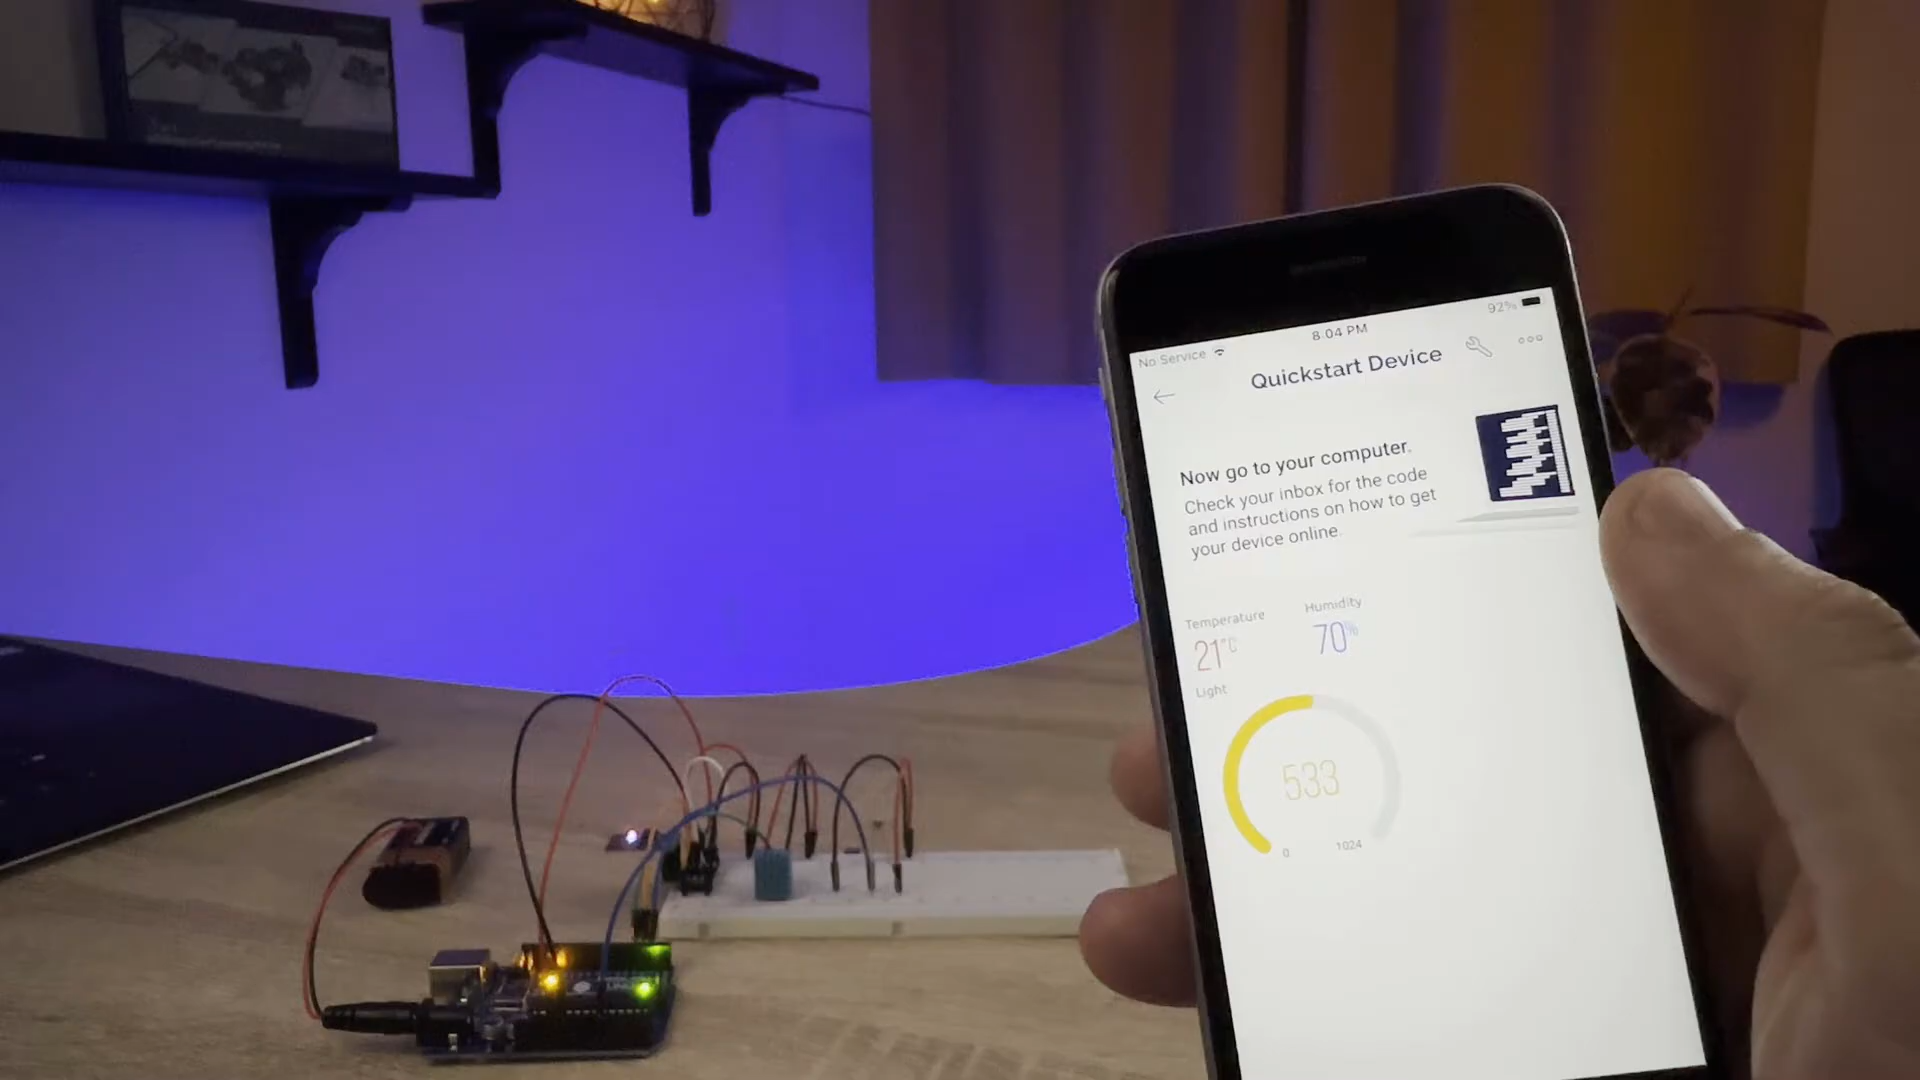 No Service
8:04 PM
92%
Quickstart Device
Now go to your computer.
Check your inbox for the code
and instructions on how to get
your device online.
Temperature
Humidity
21°C
70%
Light
533
0
1024